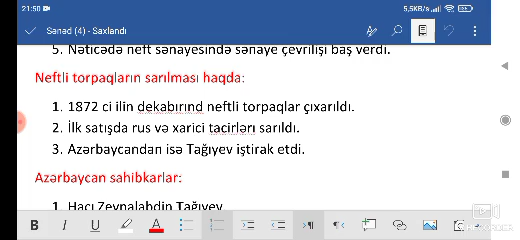 21:50
5,5KB/s
Sənəd (4) - Saxlandı
5. Nəticədə neft sənayesində sənaye çevrilişi baş verdi.
Neftli torpaqların sarılması haqda:
1. 1872 ci ilin dekabırınd neftli torpaqlar çıxarıldı.
2. İlk satışda rus və xarici tacirləri sarıldı.
3. Azərbaycandan isə Tağıyev iştirak etdi.
Azərbaycan sahibkarlar:
1. Hacı Zeynalabdin Tağıyev
B I U A